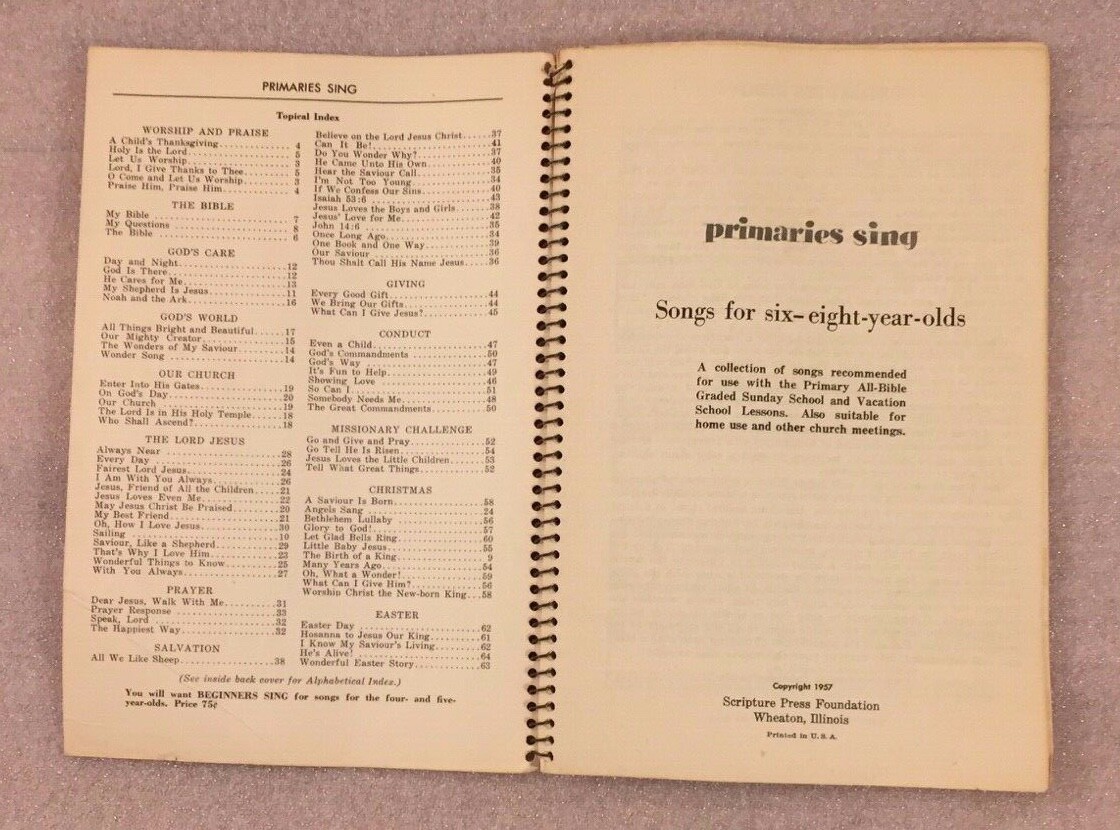 PRIMARIES SING
Topical Index
WORSHIP AND PRAISE
A Child's Thanksgiving.................. 4
Holy Is the Lord........................ 5
Let Us Worship.......................... 3
Lord, I Give Thanks to Thee............. 5
O Come and Let Us Worship............... 3
Praise Him, Praise Him.................. 4
THE BIBLE
My Bible ............................... 7
My Questions ........................... 8
The Bible .............................. 6
GOD'S CARE
Day and Night...........................12
God Is There............................12
He Cares for Me.........................13
My Shepherd Is Jesus....................11
Noah and the Ark........................16
GOD'S WORLD
All Things Bright and Beautiful......17
Our Mighty Creator......................15
The Wonders of My Saviour...............14
Wonder Song ............................14
OUR CHURCH
Enter Into His Gates....................19
On God's Day............................20
Our Church .............................19
The Lord Is in His Holy Temple..........18
Who Shall Ascend?.......................18
THE LORD JESUS
Always Near ............................28
Every Day ..............................26
Fairest Lord Jesus......................24
I Am With You Always....................26
Jesus, Friend of All the Children.....21
Jesus Loves Even Me.....................22
May Jesus Christ Be Praised.............20
My Best Friend..........................21
Oh, How I Love Jesus....................30
Sailing ................................10
Saviour, Like a Shepherd................29
That's Why I Love Him...................23
Wonderful Things to Know................25
With You Always.........................27
PRAYER
Dear Jesus, Walk With Me................31
Prayer Response ........................33
Speak, Lord ............................32
The Happiest Way........................32
SALVATION
All We Like Sheep.......................38
Believe on the Lord Jesus Christ......37
Can It Be!..............................41
Do You Wonder Why?......................37
He Came Unto His Own....................40
Hear the Saviour Call...................35
I'm Not Too Young.......................34
If We Confess Our Sins..................40
Isaiah 53:6 ............................43
Jesus Loves the Boys and Girls..........38
Jesus' Love for Me......................42
John 14:6 ..............................35
Once Long Ago...........................34
One Book and One Way....................39
Our Saviour ............................36
Thou Shalt Call His Name Jesus.....36
GIVING
Every Good Gift.........................44
We Bring Our Gifts......................44
What Can I Give Jesus?..................45
CONDUCT
Even a Child............................47
God's Commandments .....................50
God's Way ..............................47
It's Fun to Help........................49
Showing Love ...........................46
So Can I................................51
Somebody Needs Me.......................48
The Great Commandments..................50
MISSIONARY CHALLENGE
Go and Give and Pray....................52
Go Tell He Is Risen.....................54
Jesus Loves the Little Children.........53
Tell What Great Things..................52
CHRISTMAS
A Saviour Is Born.......................58
Angels Sang ............................24
Bethlehem Lullaby ......................56
Glory to God!...........................57
Let Glad Bells Ring.....................60
Little Baby Jesus.......................55
The Birth of a King..................... 9
Many Years Ago..........................54
Oh, What a Wonder!......................59
What Can I Give Him?....................56
Worship Christ the New-born King...58
EASTER
Easter Day .............................62
Hosanna to Jesus Our King...............61
I Know My Saviour's Living..............62
He's Alive! ............................64
Wonderful Easter Story..................63
(See inside back cover for Alphabetical Index.)
You will want BEGINNERS SING for songs for the four- and five-
year-olds. Price 75¢
primaries sing
Songs for six–eight-year-olds
A collection of songs recommended
for use with the Primary All-Bible
Graded Sunday School and Vacation
School Lessons. Also suitable for
home use and other church meetings.
Copyright 1957
Scripture Press Foundation
Wheaton, Illinois
Printed in U.S.A.